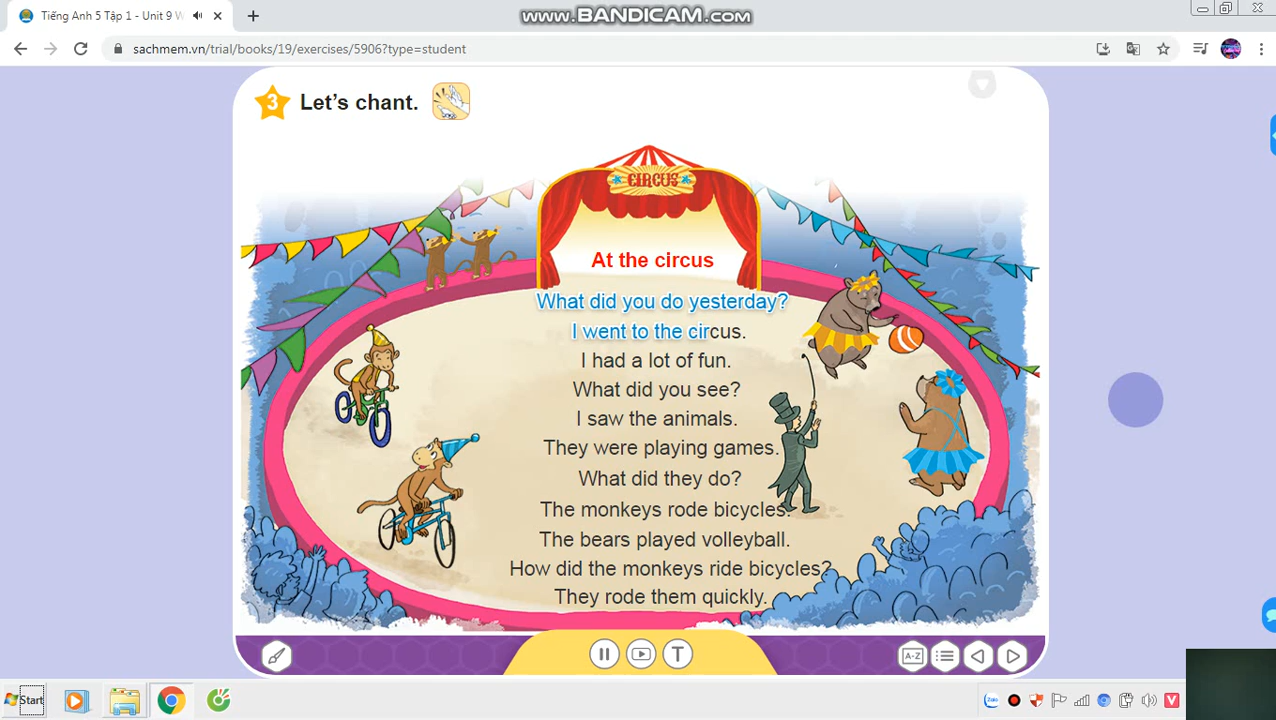 Tiếng Anh 5 Tập 1 - Unit 9 W
WWW.BANDICAM.COM
sachmem.vn/trial/books/19/exercises/5906?type=student
3 Let's chant.
CIRCUS
At the circus
What did you do yesterday?
I went to the circus.
I had a lot of fun.
What did you see?
I saw the animals.
They were playing games.
What did they do?
The monkeys rode bicycles.
The bears played volleyball.
How did the monkeys ride bicycles?
They rode them quickly.
T
A-Z
Start
Zalo
V